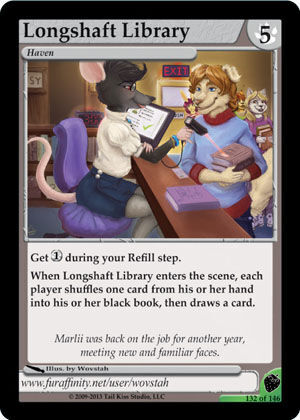 Longshaft Library
5
Haven
SY
EXIT
Get 1 during your Refill step.
When Longshaft Library enters the scene, each
player shuffles one card from his or her hand
into his or her black book, then draws a card.
Marlii was back on the job for another year,
meeting new and familiar faces.
Illus. by Wovstah
www.furaffinity.net/user/wovstah
© 2009-2013 Tail Kiss Studio, LLC
132 of 146